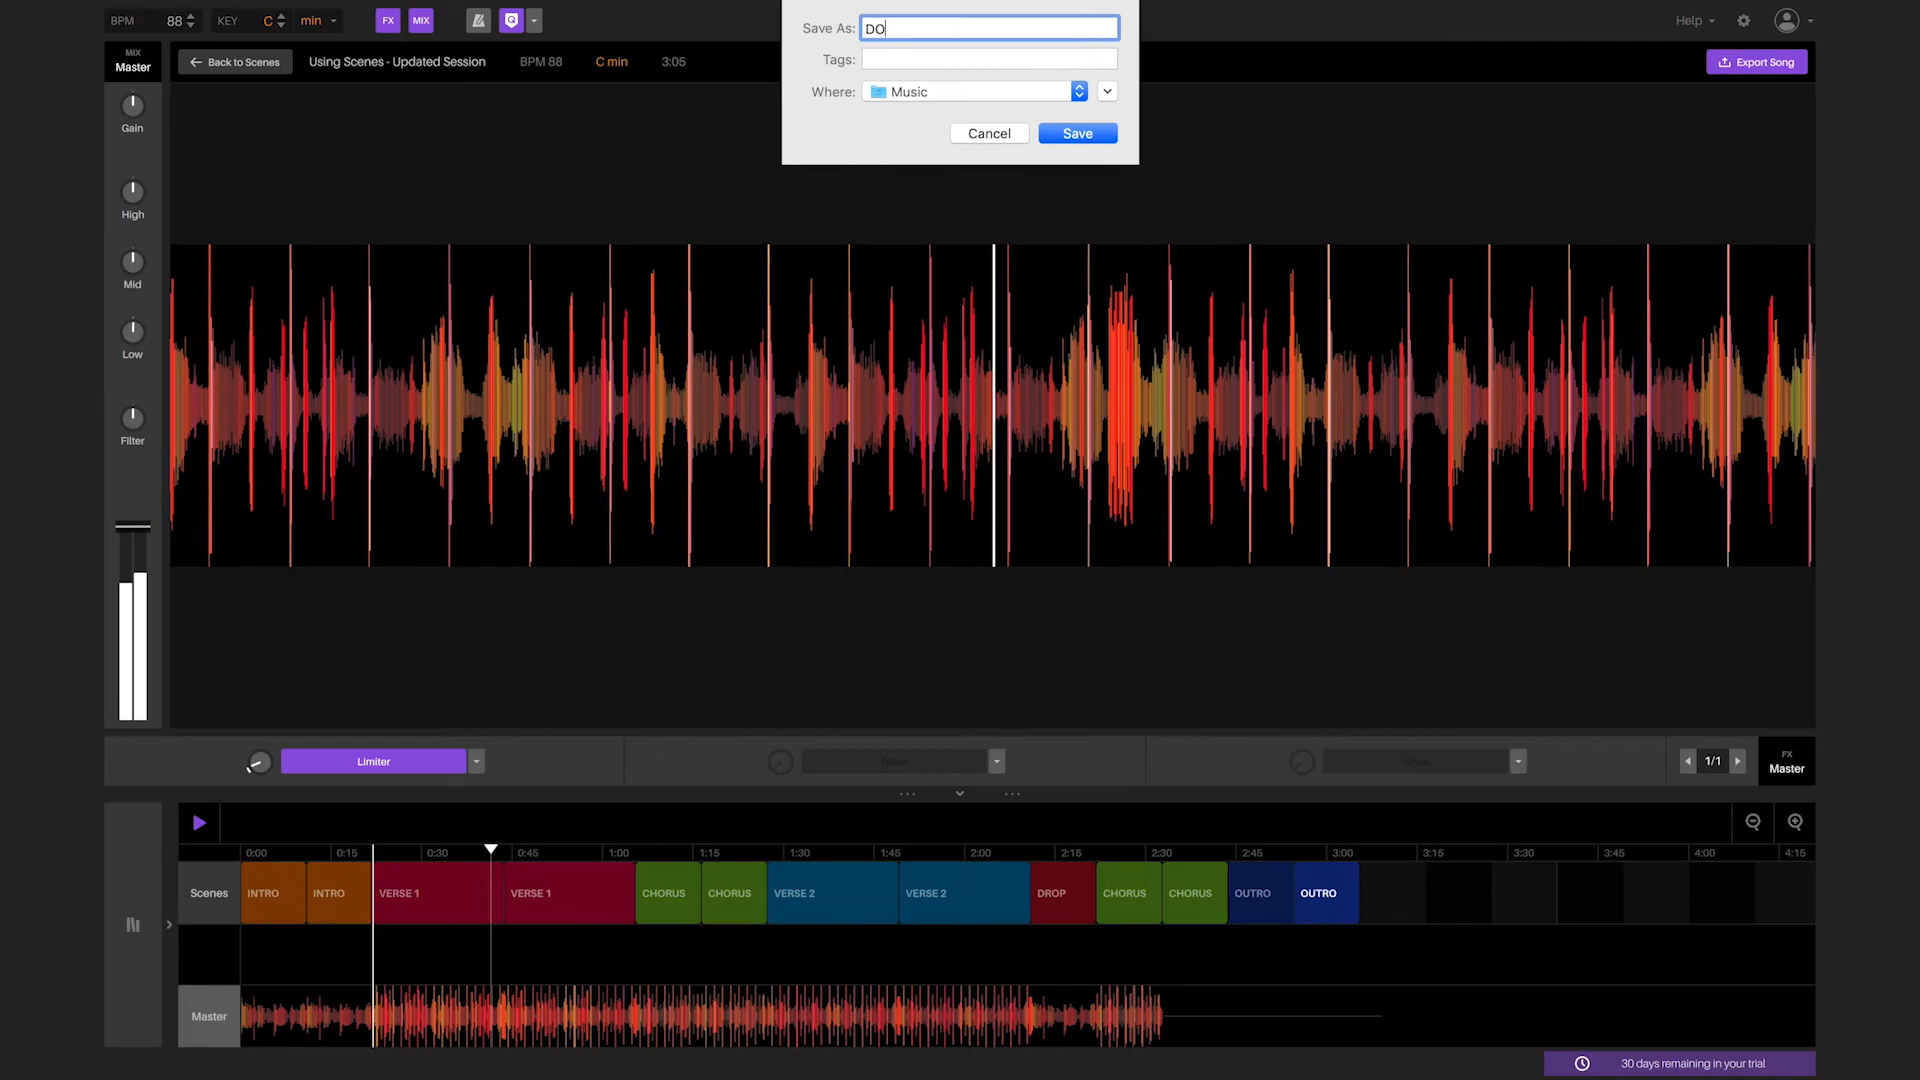 BPM 88 KEY C min FX MIX Help
Save As: DO
Tags:
Where: Music
Cancel Save
MIX
Master
Back to Scenes Using Scenes - Updated Session BPM 88 C min 3:05 Export Song
Gain
High
Mid
Low
Filter
Limiter None None 1/1 FX
Master
0:00 0:15 0:30 0:45 1:00 1:15 1:30 1:45 2:00 2:15 2:30 2:45 3:00 3:15 3:30 3:45 4:00 4:15
Scenes INTRO INTRO VERSE 1 VERSE 1 CHORUS CHORUS VERSE 2 VERSE 2 DROP CHORUS CHORUS OUTRO OUTRO
Master
30 days remaining in your trial